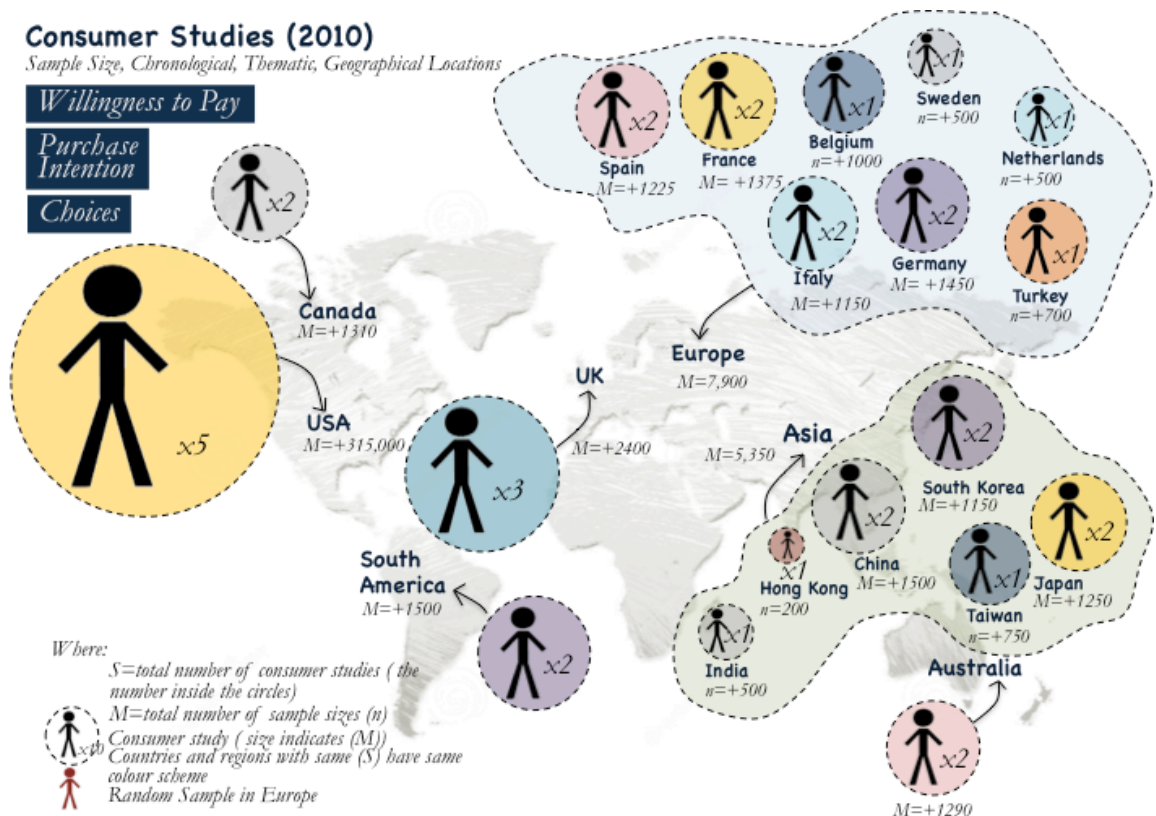 Consumer Studies (2010)
Sample Size, Chronological, Thematic, Geographical Locations
Willingness to Pay
Purchase
Intention
Choices
x2
Canada
M=+1310
x5
USA
M=+315,000
x3
UK
M=+2400
South
America
M=+1500
x2
Europe
M=7,900
x2
Spain
M=+1225
x2
France
M= +1375
x1
Belgium
n=+1000
x1
Sweden
n=+500
x1
Netherlands
n=+500
x2
Ifaly
M=+1150
x2
Germany
M= +1450
x1
Turkey
n=+700
Asia
M=5,350
x2
South Korea
M=+1150
x2
China
M=+1500
x1
Hong Kong
n=200
x1
India
n=+500
x1
Taiwan
n=+750
x2
Japan
M=+1250
Australia
x2
M=+1290
Where:
S=total number of consumer studies ( the
number inside the circles)
M=total number of sample sizes (n)
Consumer study ( size indicates (M))
Countries and regions with same (S) have same
colour scheme
Random Sample in Europe